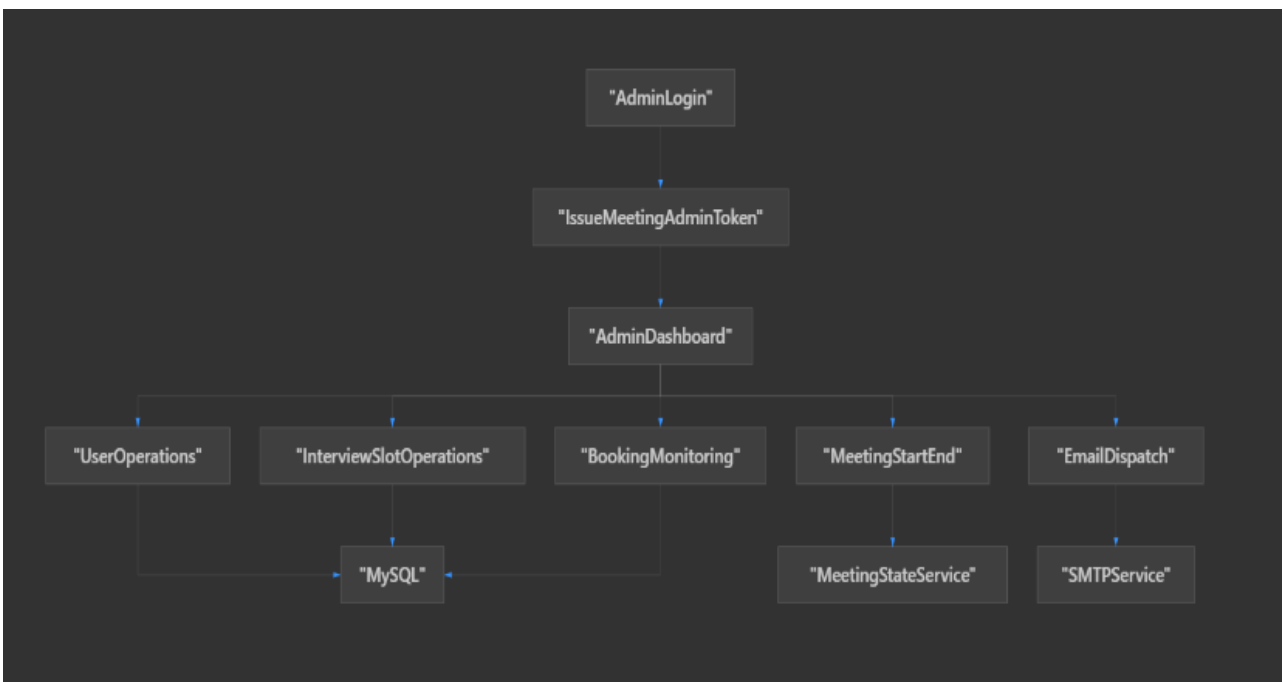 "AdminLogin"
"IssueMeetingAdminToken"
"AdminDashboard"
"UserOperations"
"InterviewSlotOperations"
"BookingMonitoring"
"MeetingStartEnd"
"EmailDispatch"
"MySQL"
"MeetingStateService"
"SMTPService"